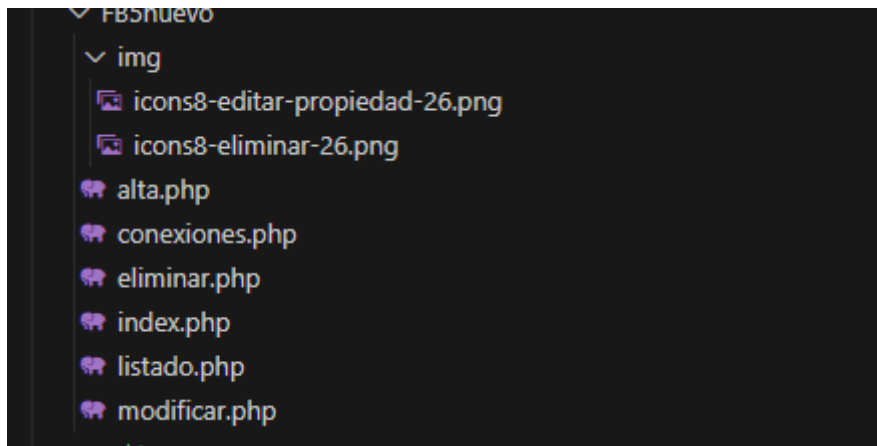 FB5nuevo
img
icons8-editar-propiedad-26.png
icons8-eliminar-26.png
alta.php
conexiones.php
eliminar.php
index.php
listado.php
modificar.php